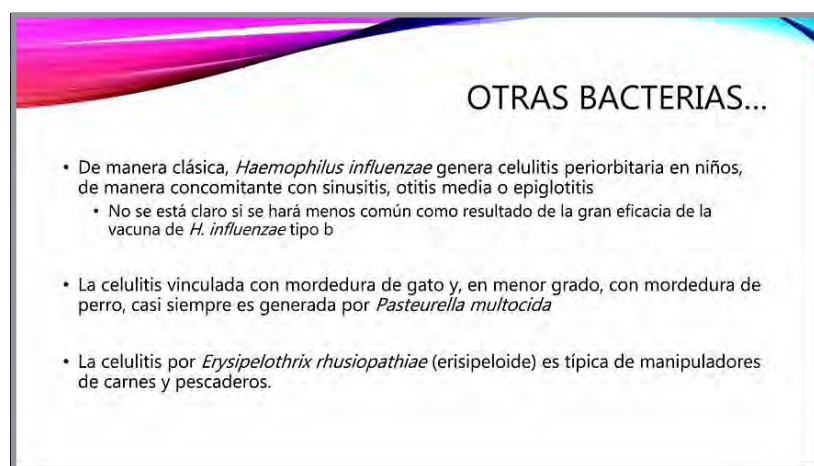 OTRAS BACTERIAS...
• De manera clásica, Haemophilus influenzae genera celulitis periorbitaria en niños,
de manera concomitante con sinusitis, otitis media o epiglotitis
• No se está claro si se hará menos común como resultado de la gran eficacia de la
vacuna de H. influenzae tipo b
• La celulitis vinculada con mordedura de gato y, en menor grado, con mordedura de
perro, casi siempre es generada por Pasteurella multocida
• La celulitis por Erysipelothrix rhusiopathiae (erisipeloide) es típica de manipuladores
de carnes y pescaderos.